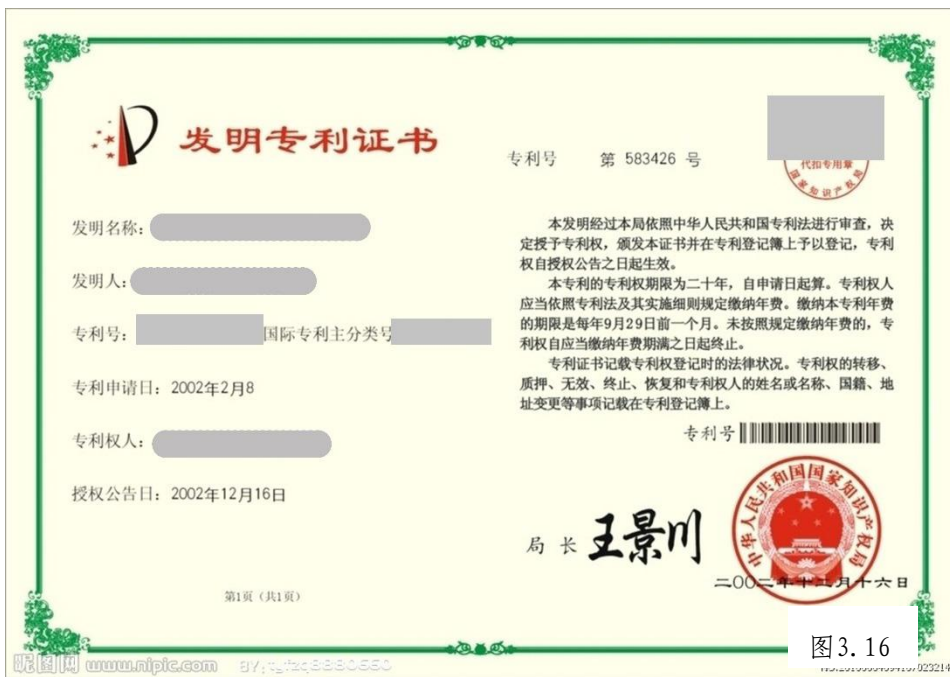 发明专利证书
专利号 第 583426 号
代扣专用章
国家知识产权局
发明名称:
发明人:
专利号: 国际专利主分类号
专利申请日: 2002年2月8
专利权人:
授权公告日: 2002年12月16日
第1页 (共1页)
本发明经过本局依照中华人民共和国专利法进行审查, 决
定授予专利权, 颁发本证书并在专利登记簿上予以登记, 专利
权自授权公告之日起生效。
本专利的专利权期限为二十年, 自申请日起算。专利权人
应当依照专利法及其实施细则规定缴纳年费。缴纳本专利年费
的期限是每年9月29日前一个月。未按照规定缴纳年费的, 专
利权自应当缴纳年费期满之日起终止。
专利证书记载专利权登记时的法律状况。专利权的转移、
质押、无效、终止、恢复和专利权人的姓名或名称、国籍、地
址变更等事项记载在专利登记簿上。
专利号
局 长 王景川
中华人民共和国国家知识产权局
二〇〇二年十二月十六日
图3.16
昵图网 www.nipic.com